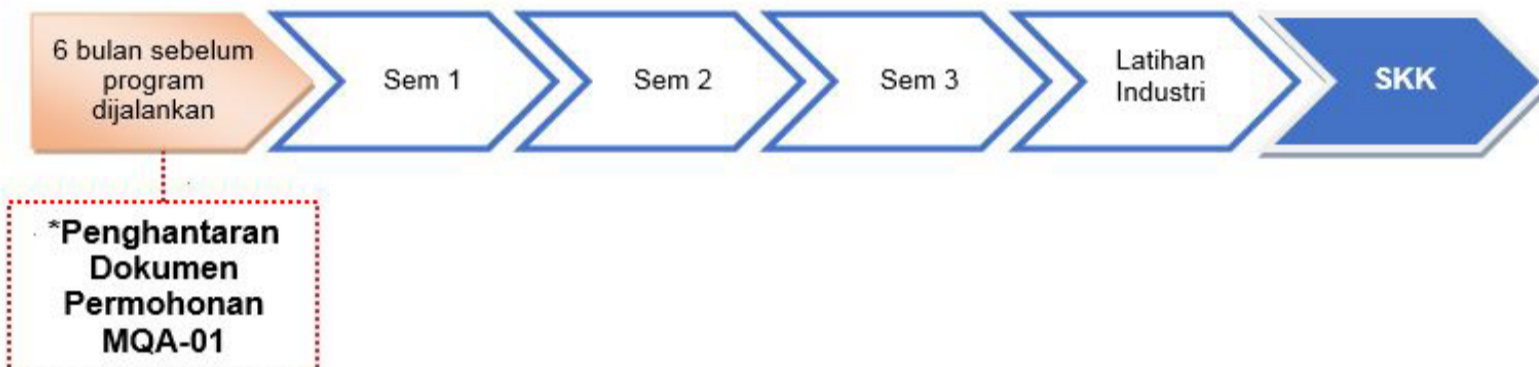 6 bulan sebelum
program
dijalankan
Sem 1
Sem 2
Sem 3
Latihan
Industri
SKK
*Penghantaran
Dokumen
Permohonan
MQA-01